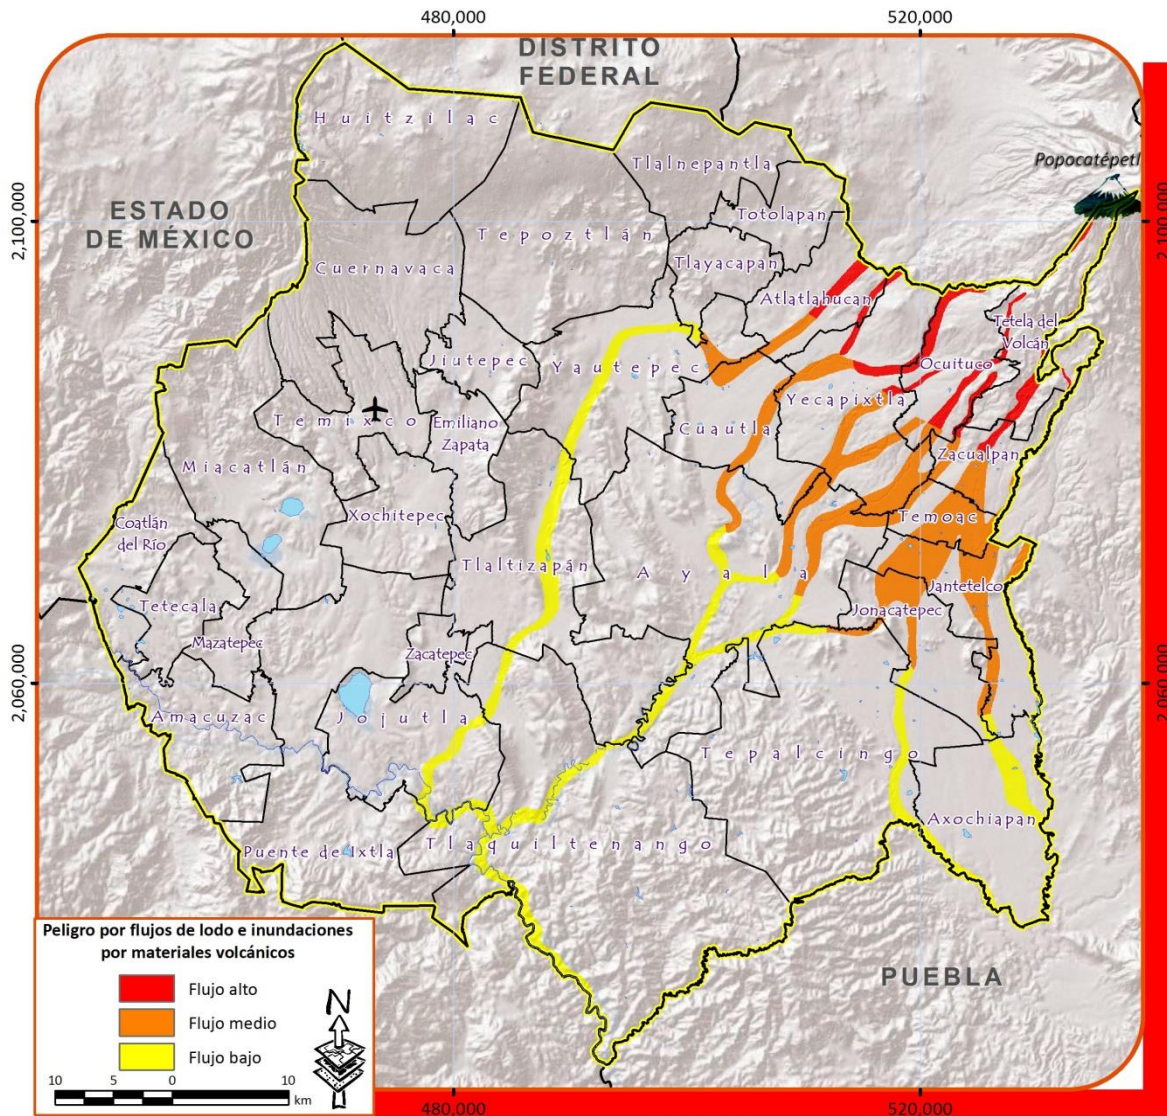 480,000
520,000
DISTRITO
FEDERAL
Huitzilac
Tlalnepantla
Popocatépetl
2,100,000
2,100,000
ESTADO
DE MÉXICO
Totolapan
Tepoztlán
Tlayacapan
Cuernavaca
Atlatlahucan
Tetela del
Volcán
Jiutepec
Yautepec
Ocuituco
Yecapixtla
Temixco
Emiliano
Zapata
Cuautla
Zacualpan
Miacatlán
Xochitepec
Temoac
Coatlán
del Río
Tlaltizapán
Ayala
Jantetelco
Tetecala
Jonacatepec
Mazatepec
Zacatepec
2,060,000
2,060,000
Amacuzac
Jojutla
Tepalcingo
Axochiapan
Puente de Ixtla
Tlaquiltenango
PUEBLA
Peligro por flujos de lodo e inundaciones
por materiales volcánicos
Flujo alto
Flujo medio
Flujo bajo
N
10 5 0 10
km
480,000
520,000